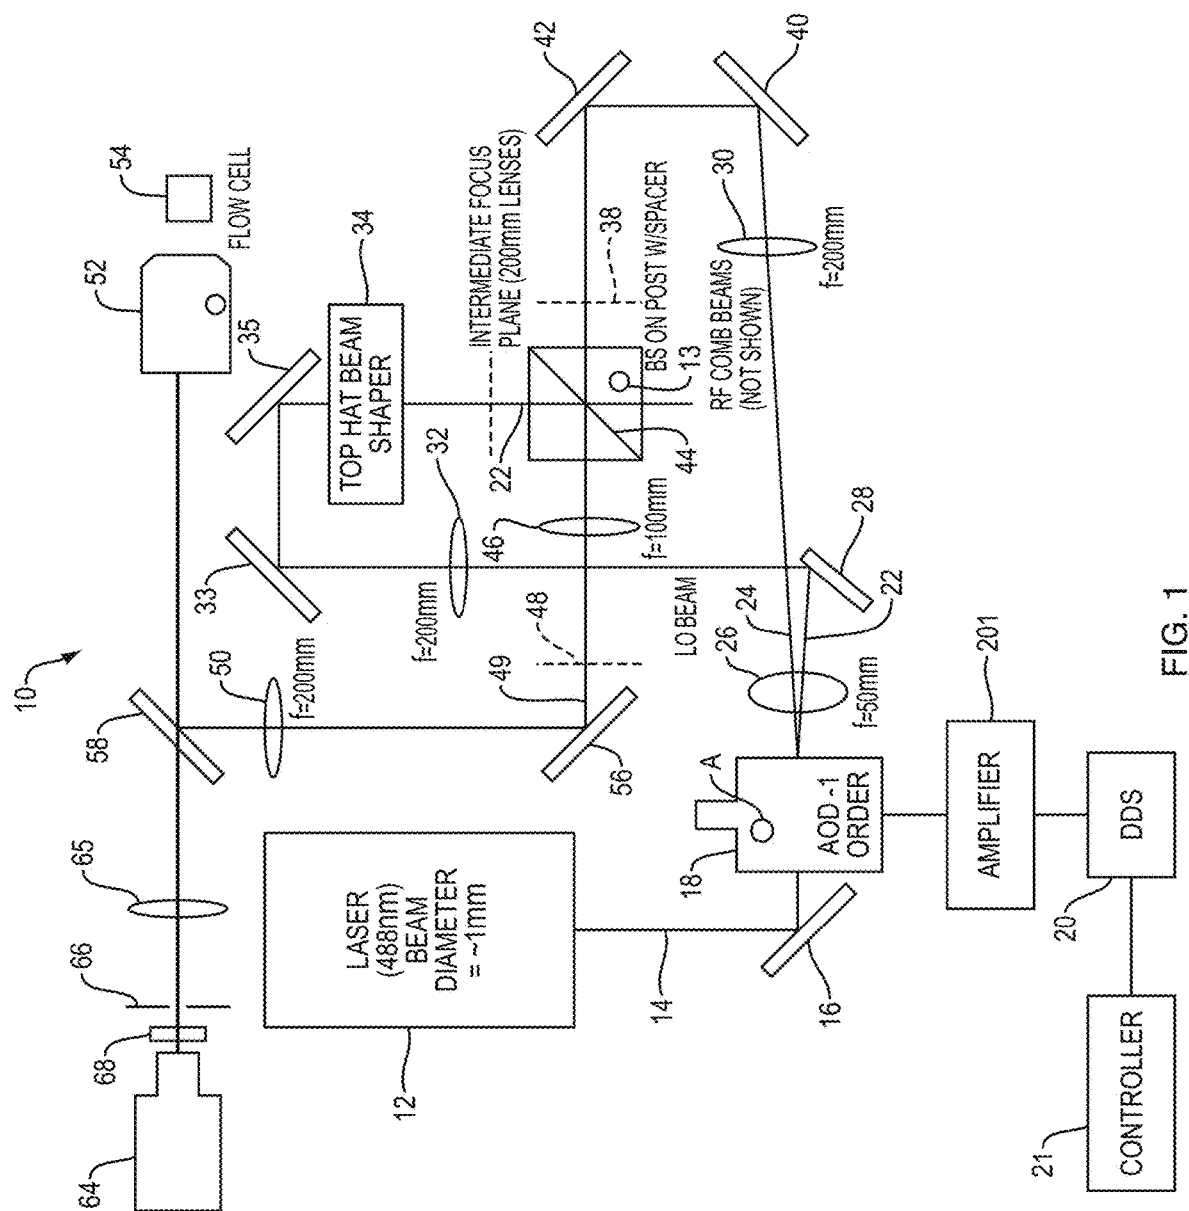 10
64
68
66
65
58
50
f=200mm
52
54
FLOW CELL
33
35
TOP HAT BEAM
SHAPER
34
32
f=200mm
INTERMEDIATE FOCUS
PLANE (200mm LENSES)
42
40
22
46
f=100mm
44
BS ON POST W/SPACER
13
38
48
49
56
LO BEAM
RF COMB BEAMS
(NOT SHOWN)
30
f=200mm
28
24
22
26
f=50mm
LASER
(488nm)
BEAM
DIAMETER
= ~1mm
12
14
16
18
A
AOD -1
ORDER
AMPLIFIER
201
DDS
20
CONTROLLER
21
FIG. 1